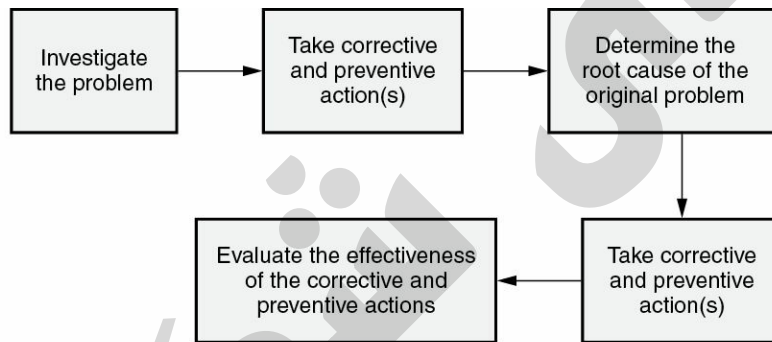 Investigate
the problem
Take corrective
and preventive
action(s)
Determine the
root cause of the
original problem
Take corrective
and preventive
action(s)
Evaluate the effectiveness
of the corrective and
preventive actions